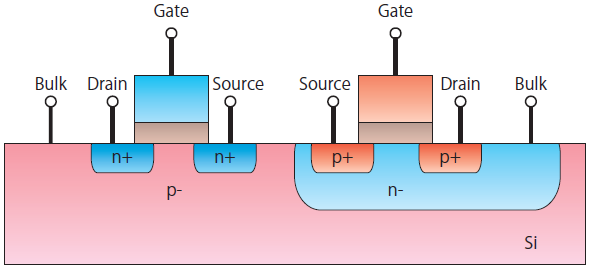 Gate Gate
Bulk Drain Source Source Drain Bulk
n+ n+ p+ p+
p- n-
Si